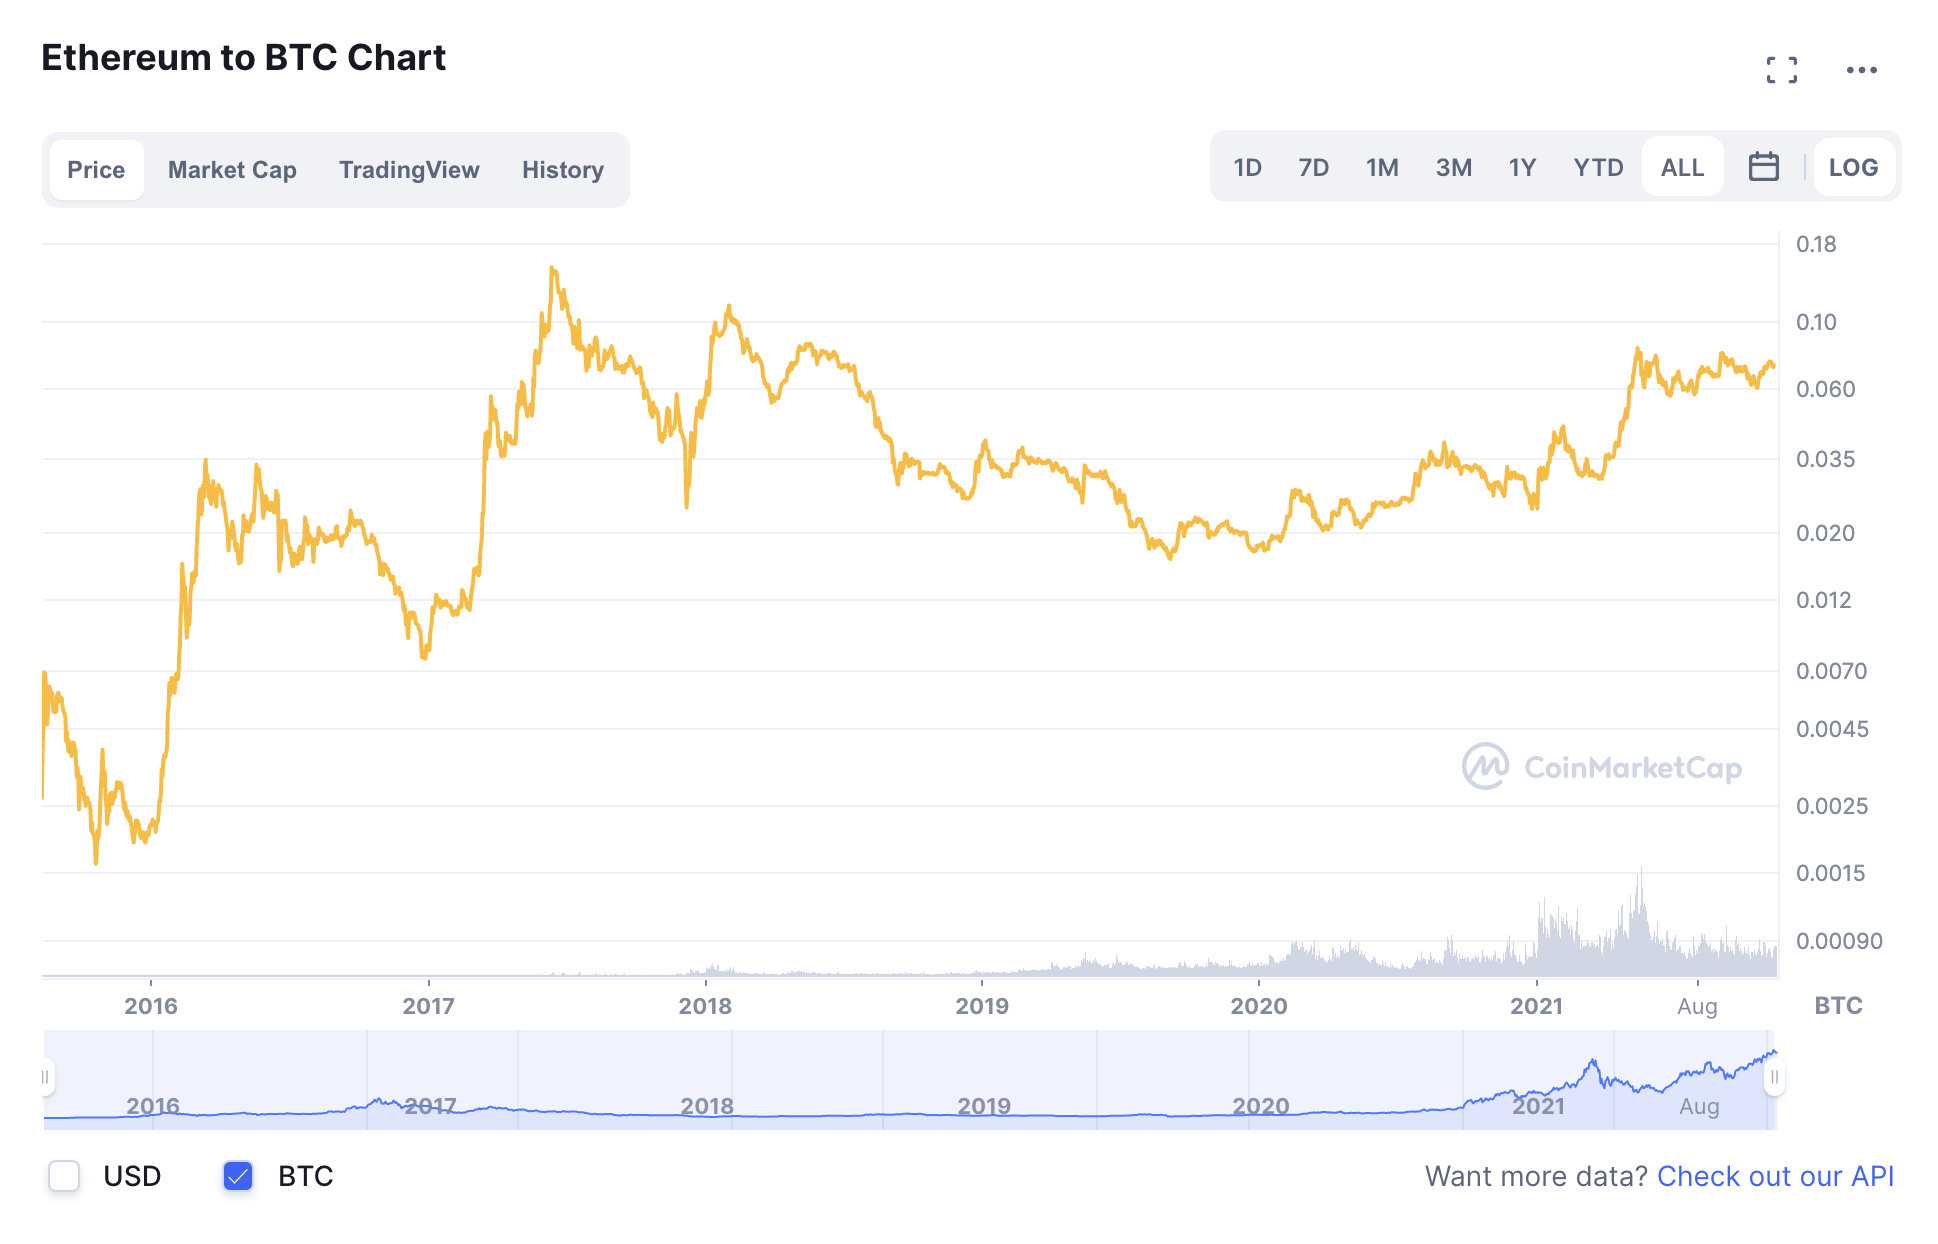 Ethereum to BTC Chart
Price Market Cap TradingView History
1D 7D 1M 3M 1Y YTD ALL LOG
0.18
0.10
0.060
0.035
0.020
0.012
0.0070
0.0045
CoinMarketCap
0.0025
0.0015
0.00090
2016 2017 2018 2019 2020 2021 Aug BTC
2016 2017 2018 2019 2020 2021 Aug
USD BTC
Want more data? Check out our API